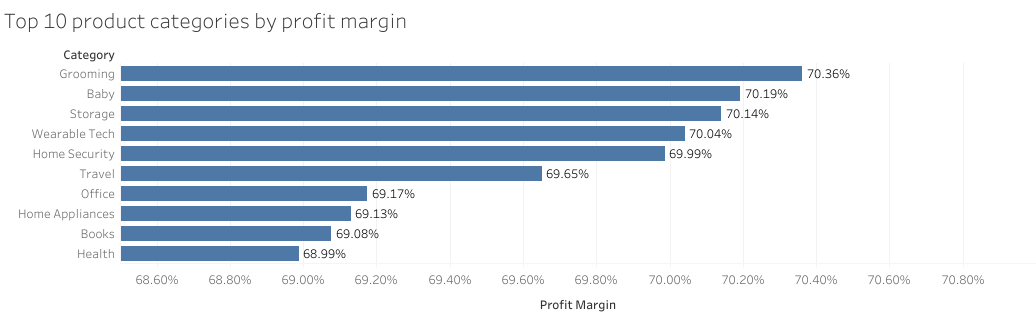 Top 10 product categories by profit margin
Category
Grooming 70.36%
Baby 70.19%
Storage 70.14%
Wearable Tech 70.04%
Home Security 69.99%
Travel 69.65%
Office 69.17%
Home Appliances 69.13%
Books 69.08%
Health 68.99%
68.60% 68.80% 69.00% 69.20% 69.40% 69.60% 69.80% 70.00% 70.20% 70.40% 70.60% 70.80%
Profit Margin